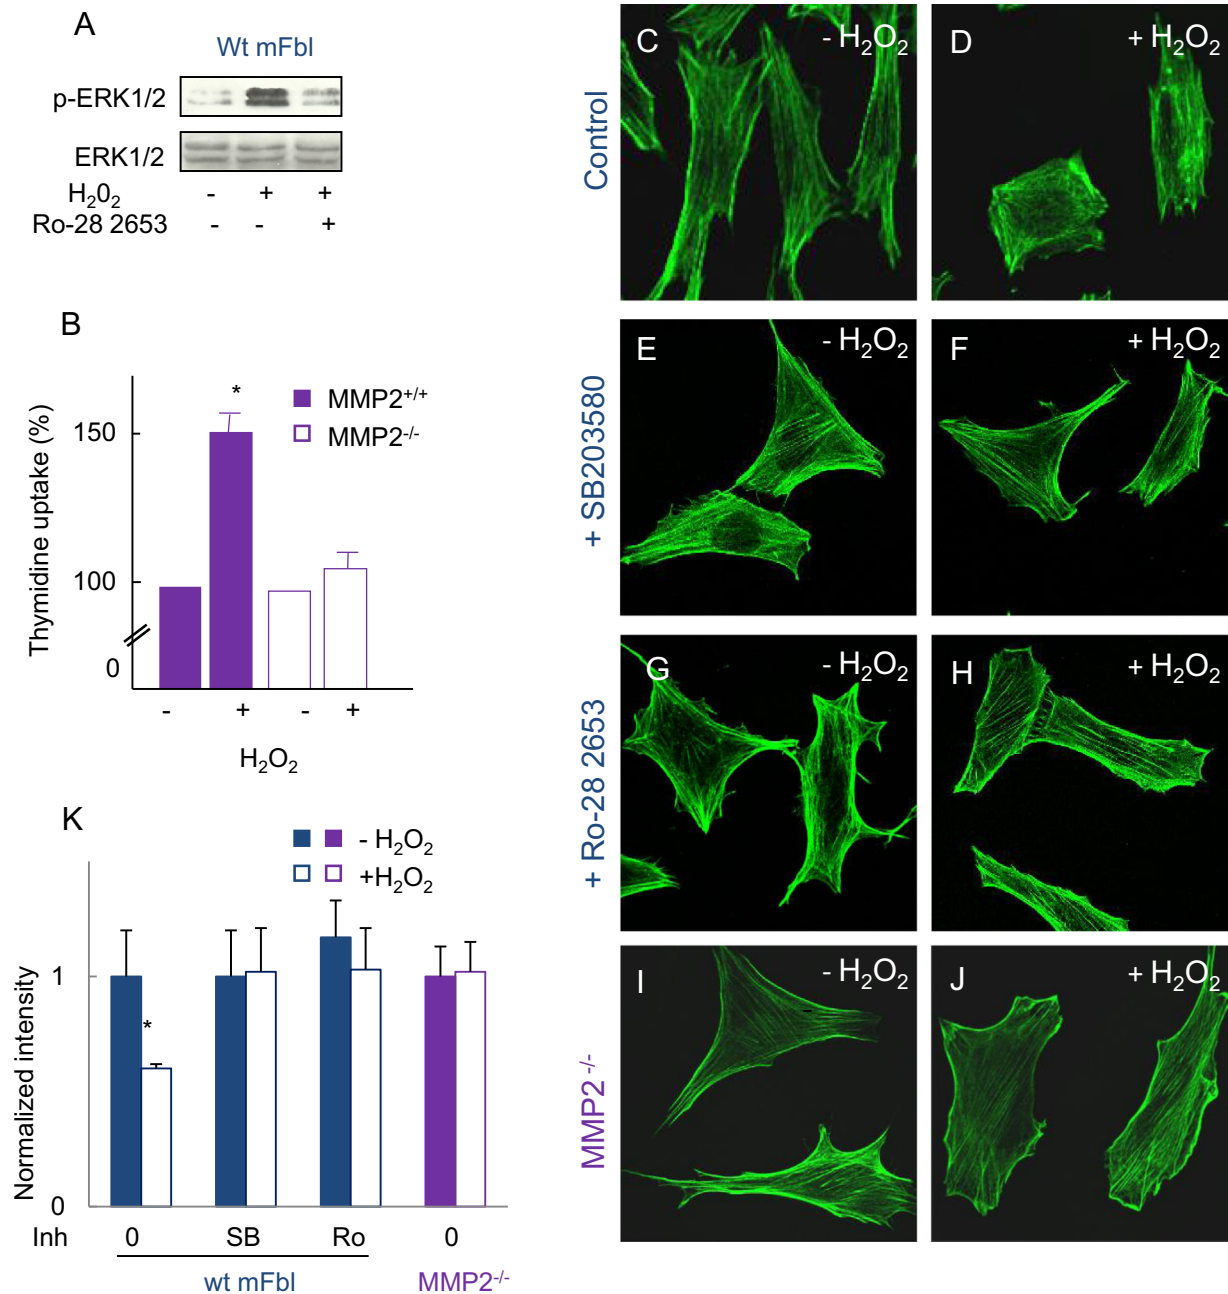 A
Wt mFbl
p-ERK1/2
ERK1/2
H₂0₂ - + +
Ro-28 2653 - - +
B
*
MMP2⁺/⁺
MMP2⁻/⁻
Thymidine uptake (%)
150
100
0
- + - +
H₂O₂
K
- H₂O₂
+H₂O₂
Normalized intensity
1
*
0
Inh 0 SB Ro 0
wt mFbl MMP2⁻/⁻
Control
C - H₂O₂
D + H₂O₂
+ SB203580
E - H₂O₂
F + H₂O₂
+ Ro-28 2653
G - H₂O₂
H + H₂O₂
MMP2 ⁻/⁻
I - H₂O₂
J + H₂O₂